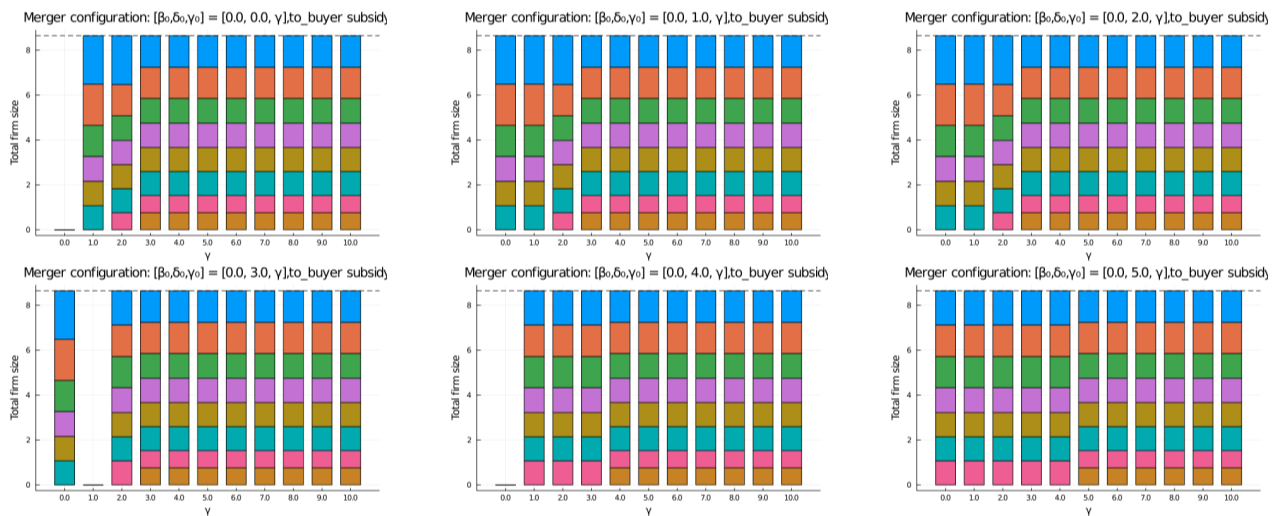 Merger configuration: [β₀,δ₀,γ₀] = [0.0, 0.0, γ],to_buyer subsidy
Total firm size
8
6
4
2
0
0.0 1.0 2.0 3.0 4.0 5.0 6.0 7.0 8.0 9.0 10.0
γ
Merger configuration: [β₀,δ₀,γ₀] = [0.0, 1.0, γ],to_buyer subsidy
Total firm size
8
6
4
2
0
0.0 1.0 2.0 3.0 4.0 5.0 6.0 7.0 8.0 9.0 10.0
γ
Merger configuration: [β₀,δ₀,γ₀] = [0.0, 2.0, γ],to_buyer subsidy
Total firm size
8
6
4
2
0
0.0 1.0 2.0 3.0 4.0 5.0 6.0 7.0 8.0 9.0 10.0
γ
Merger configuration: [β₀,δ₀,γ₀] = [0.0, 3.0, γ],to_buyer subsidy
Total firm size
8
6
4
2
0
0.0 1.0 2.0 3.0 4.0 5.0 6.0 7.0 8.0 9.0 10.0
γ
Merger configuration: [β₀,δ₀,γ₀] = [0.0, 4.0, γ],to_buyer subsidy
Total firm size
8
6
4
2
0
0.0 1.0 2.0 3.0 4.0 5.0 6.0 7.0 8.0 9.0 10.0
γ
Merger configuration: [β₀,δ₀,γ₀] = [0.0, 5.0, γ],to_buyer subsidy
Total firm size
8
6
4
2
0
0.0 1.0 2.0 3.0 4.0 5.0 6.0 7.0 8.0 9.0 10.0
γ